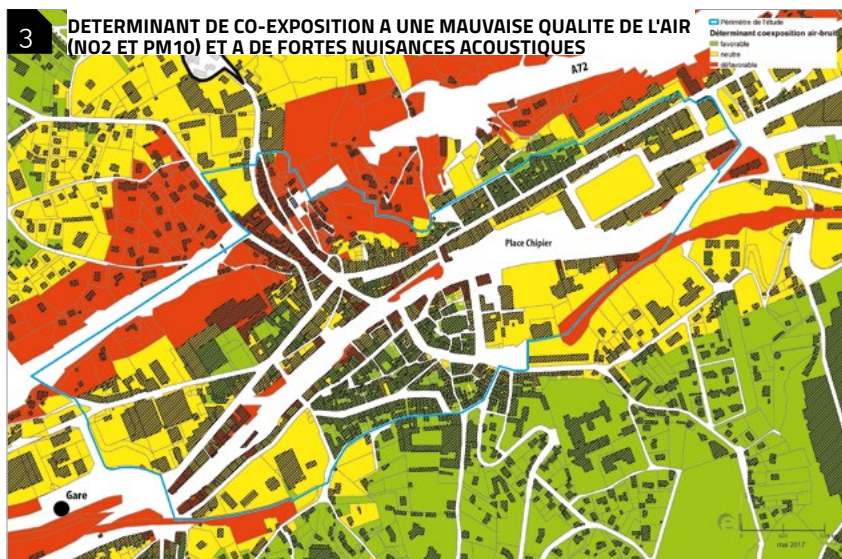 3
DETERMINANT DE CO-EXPOSITION A UNE MAUVAISE QUALITE DE L'AIR
(NO2 ET PM10) ET A DE FORTES NUISANCES ACOUSTIQUES
Périmètre de l'étude
Déterminant coexposition air-bruit
favorable
neutre
défavorable
A72
Place Chipier
Gare
mai 2017